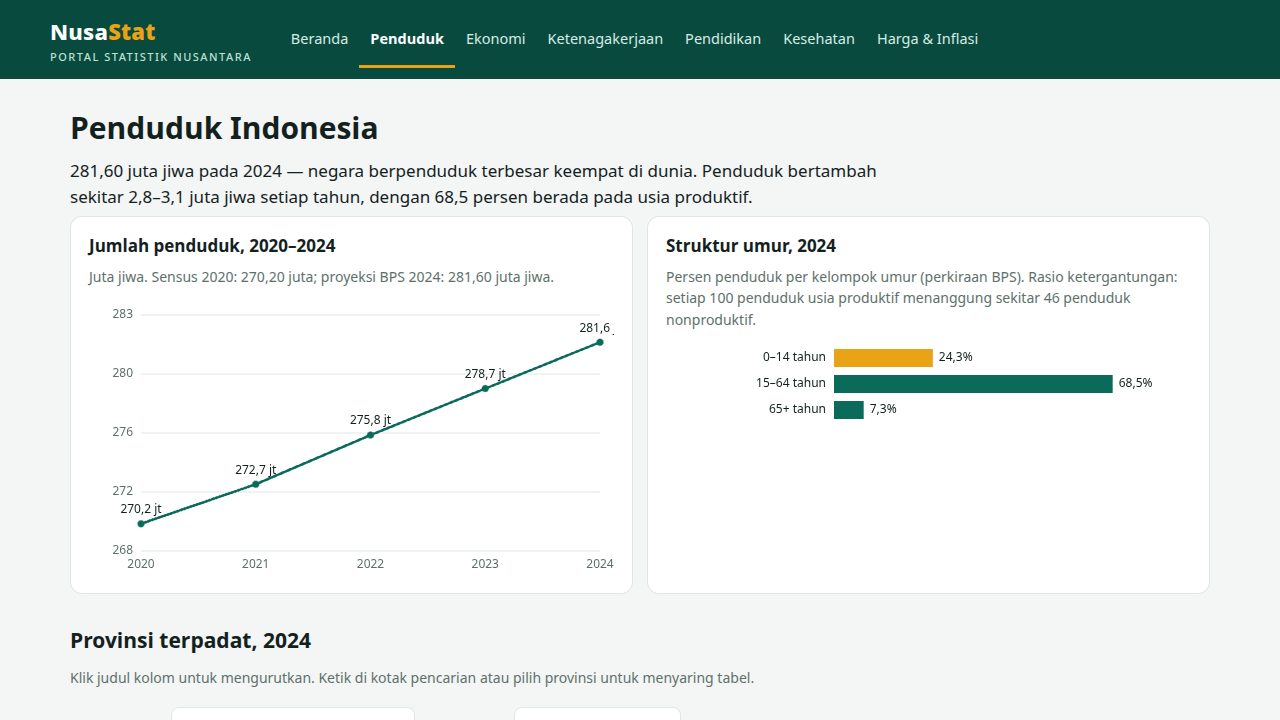 NusaStat
PORTAL STATISTIK NUSANTARA
Beranda
Penduduk
Ekonomi
Ketenagakerjaan
Pendidikan
Kesehatan
Harga & Inflasi
Penduduk Indonesia
281,60 juta jiwa pada 2024 — negara berpenduduk terbesar keempat di dunia. Penduduk bertambah
sekitar 2,8–3,1 juta jiwa setiap tahun, dengan 68,5 persen berada pada usia produktif.
Jumlah penduduk, 2020–2024
Juta jiwa. Sensus 2020: 270,20 juta; proyeksi BPS 2024: 281,60 juta jiwa.
283
280
276
272
268
270,2 jt
272,7 jt
275,8 jt
278,7 jt
281,6
2020
2021
2022
2023
2024
Struktur umur, 2024
Persen penduduk per kelompok umur (perkiraan BPS). Rasio ketergantungan:
setiap 100 penduduk usia produktif menanggung sekitar 46 penduduk
nonproduktif.
0–14 tahun 24,3%
15–64 tahun 68,5%
65+ tahun 7,3%
Provinsi terpadat, 2024
Klik judul kolom untuk mengurutkan. Ketik di kotak pencarian atau pilih provinsi untuk menyaring tabel.